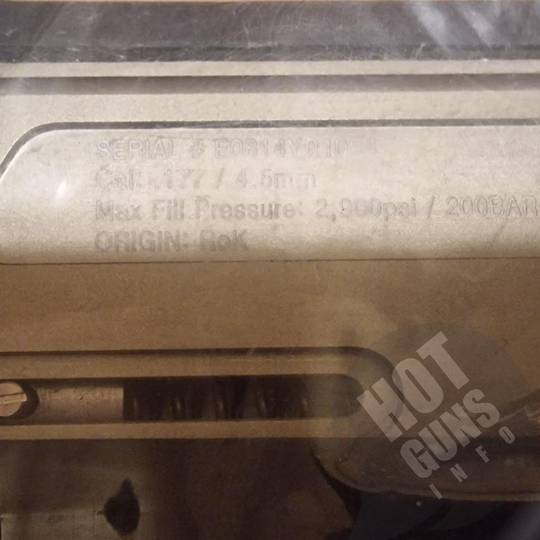 SERIAL #
Cal: .177 / 4.5mm
Max Fill Pressure: 2,900psi / 200BAR
ORIGIN: RoK
HOT
GUNS
INFO